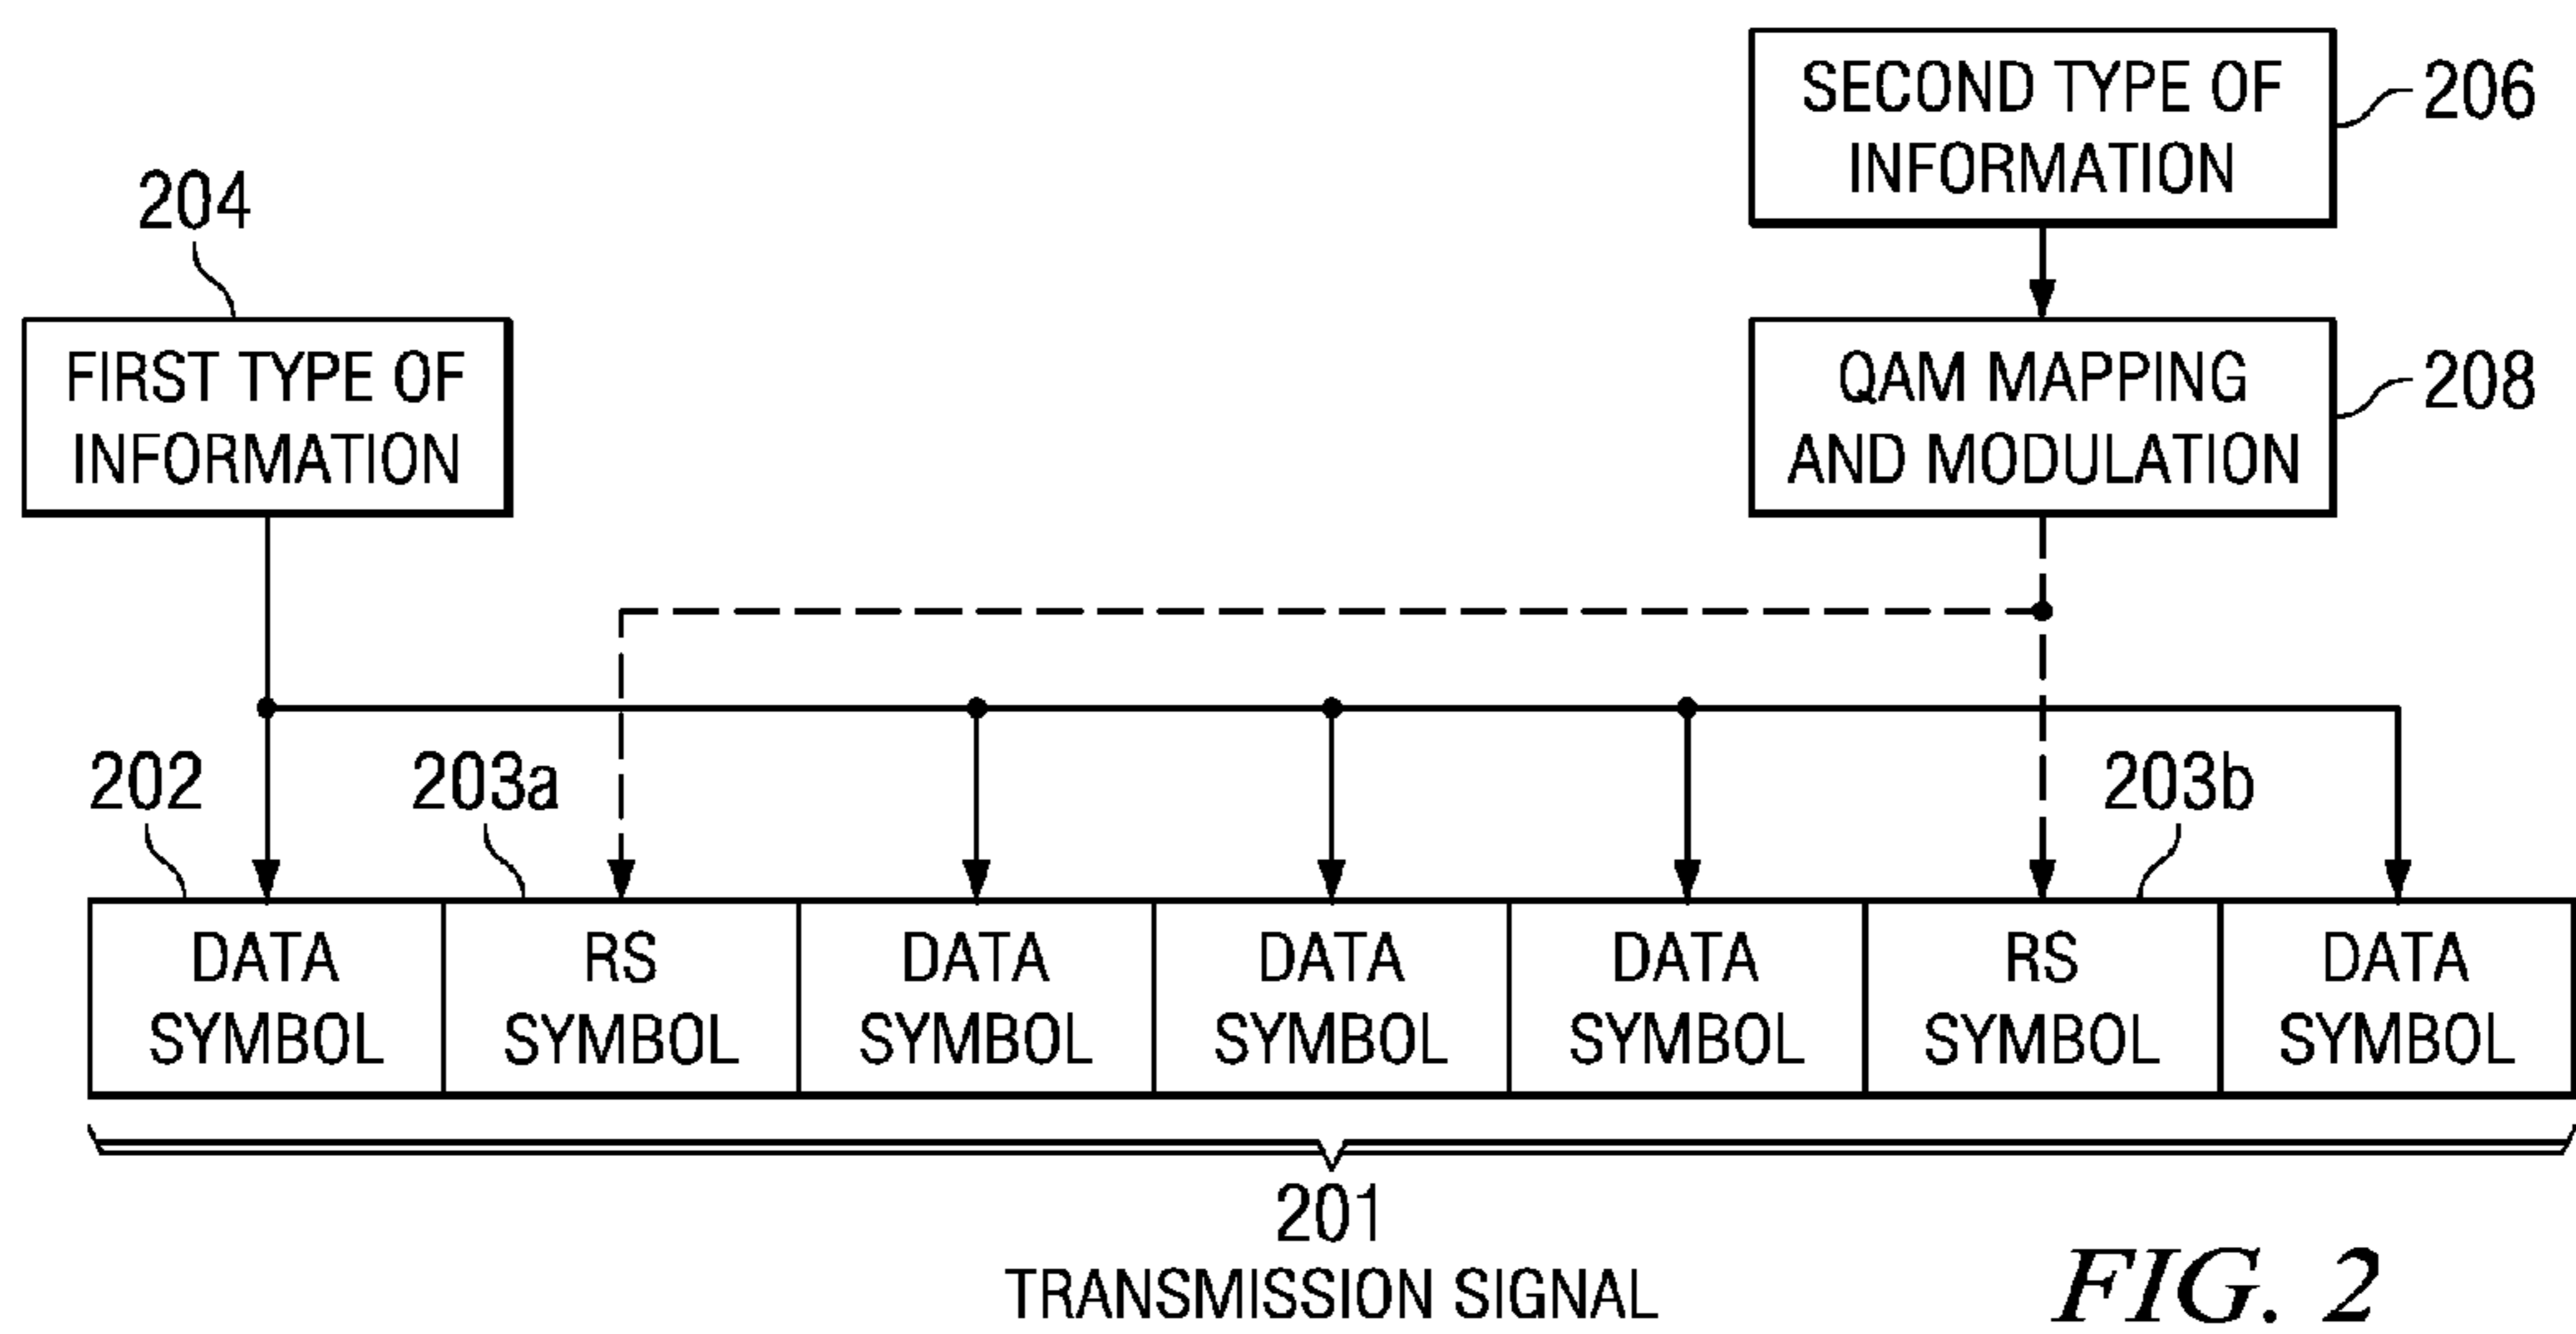 SECOND TYPE OF
INFORMATION
206
204
FIRST TYPE OF
INFORMATION
QAM MAPPING
AND MODULATION
208
202
203a
203b
DATA
SYMBOL
RS
SYMBOL
DATA
SYMBOL
DATA
SYMBOL
DATA
SYMBOL
RS
SYMBOL
DATA
SYMBOL
201
TRANSMISSION SIGNAL
FIG. 2